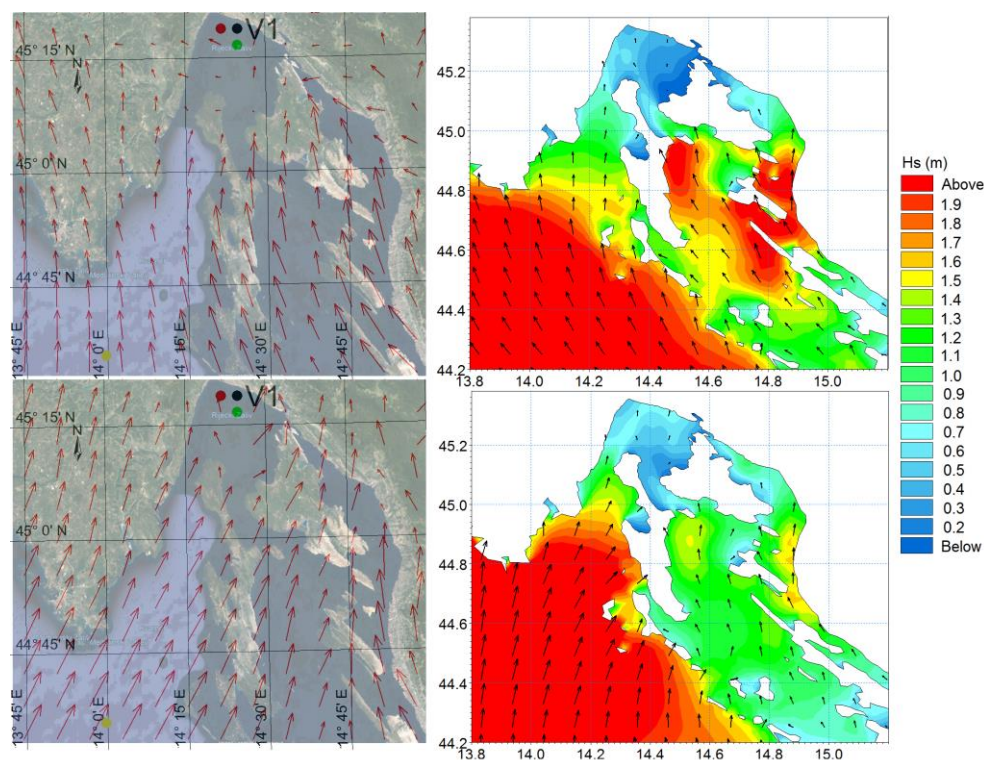 V1
Rijeka Bay
45° 15' N
N
45° 0' N
44° 45' N
13° 45' E
14° 0' E
14° 15' E
14° 30' E
14° 45' E
45.2
45.0
44.8
44.6
44.4
44.2
13.8 14.0 14.2 14.4 14.6 14.8 15.0
Hs (m)
Above
1.9
1.8
1.7
1.6
1.5
1.4
1.3
1.2
1.1
1.0
0.9
0.8
0.7
0.6
0.5
0.4
0.3
0.2
Below
V1
45° 15' N
N
45° 0' N
44° 45' N
13° 45' E
14° 0' E
14° 15' E
14° 30' E
14° 45' E
45.2
45.0
44.8
44.6
44.4
44.2
13.8 14.0 14.2 14.4 14.6 14.8 15.0